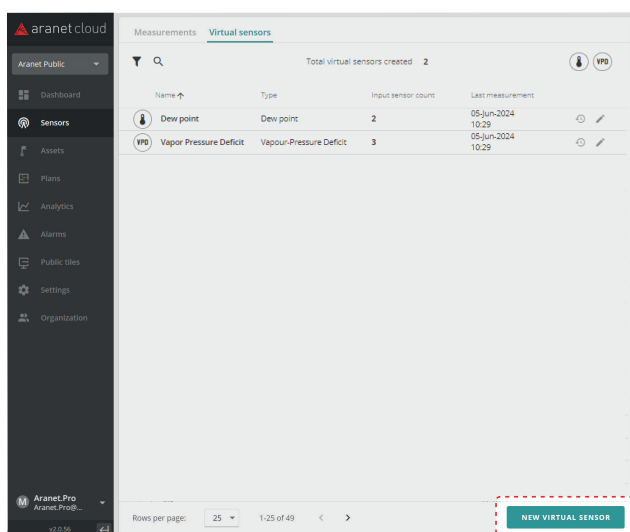 aranet cloud
Aranet Public
Dashboard
Sensors
Assets
Plans
Analytics
Alarms
Public tiles
Settings
Organization
M
Aranet.Pro
Aranet.Pro@...
v2.0.56
Measurements Virtual sensors
Total virtual sensors created 2
VPD
Name Type Input sensor count Last measurement
Dew point Dew point 2 05-Jun-2024
10:29
VPD Vapor Pressure Deficit Vapour-Pressure Deficit 3 05-Jun-2024
10:29
Rows per page: 25 1-25 of 49
NEW VIRTUAL SENSOR